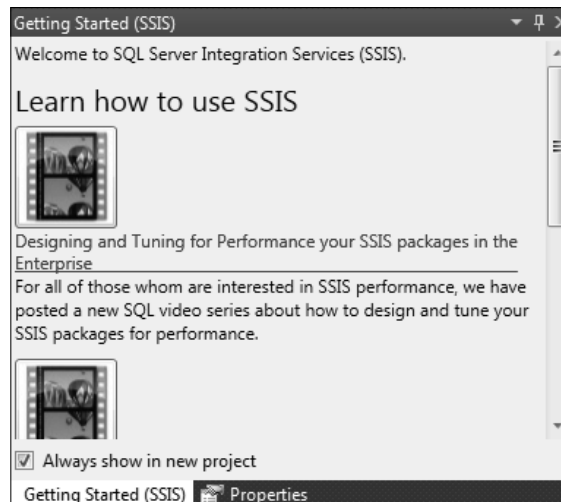 Getting Started (SSIS)
Welcome to SQL Server Integration Services (SSIS).
Learn how to use SSIS
Designing and Tuning for Performance your SSIS packages in the
Enterprise
For all of those whom are interested in SSIS performance, we have
posted a new SQL video series about how to design and tune your
SSIS packages for performance.
Always show in new project
Getting Started (SSIS) Properties